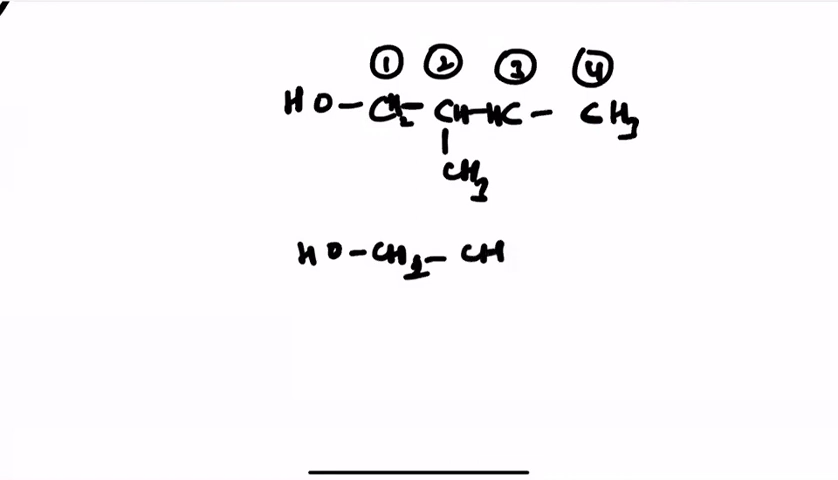 ① ② ③ ④
HO-CH₂-CH-HC-CH₃
|
CH₃
HO-CH₂-CH